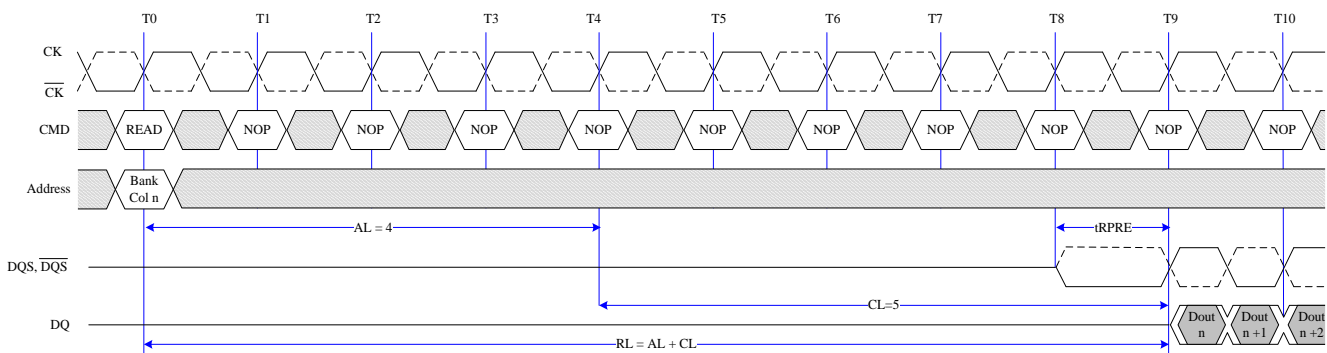 T0 T1 T2 T3 T4 T5 T6 T7 T8 T9 T10
CK
C̅K̅
CMD READ NOP NOP NOP NOP NOP NOP NOP NOP NOP NOP
Address Bank
Col n
AL = 4 tRPRE
DQS, D̅Q̅S̅
CL=5
DQ Dout Dout Dout
n n +1 n +2
RL = AL + CL